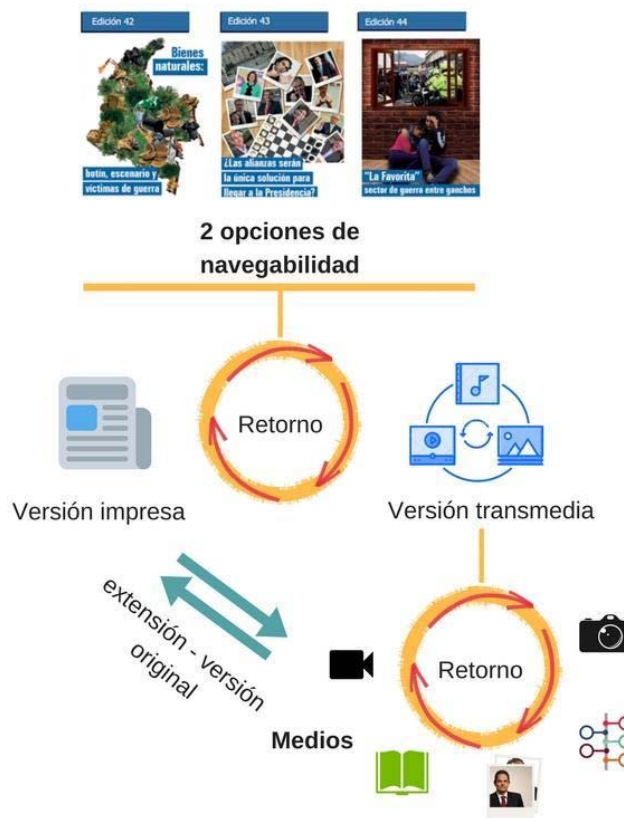 Edición 42
Edición 43
Edición 44
Bienes
naturales:
botín, escenario y
víctimas de guerra
¿Las alianzas serán
la única solución para
llegar a la Presidencia?
"La Favorita"
sector de guerra entre ganchos
2 opciones de
navegabilidad
Retorno
Versión impresa
Versión transmedia
extensión - versión
original
Retorno
Medios